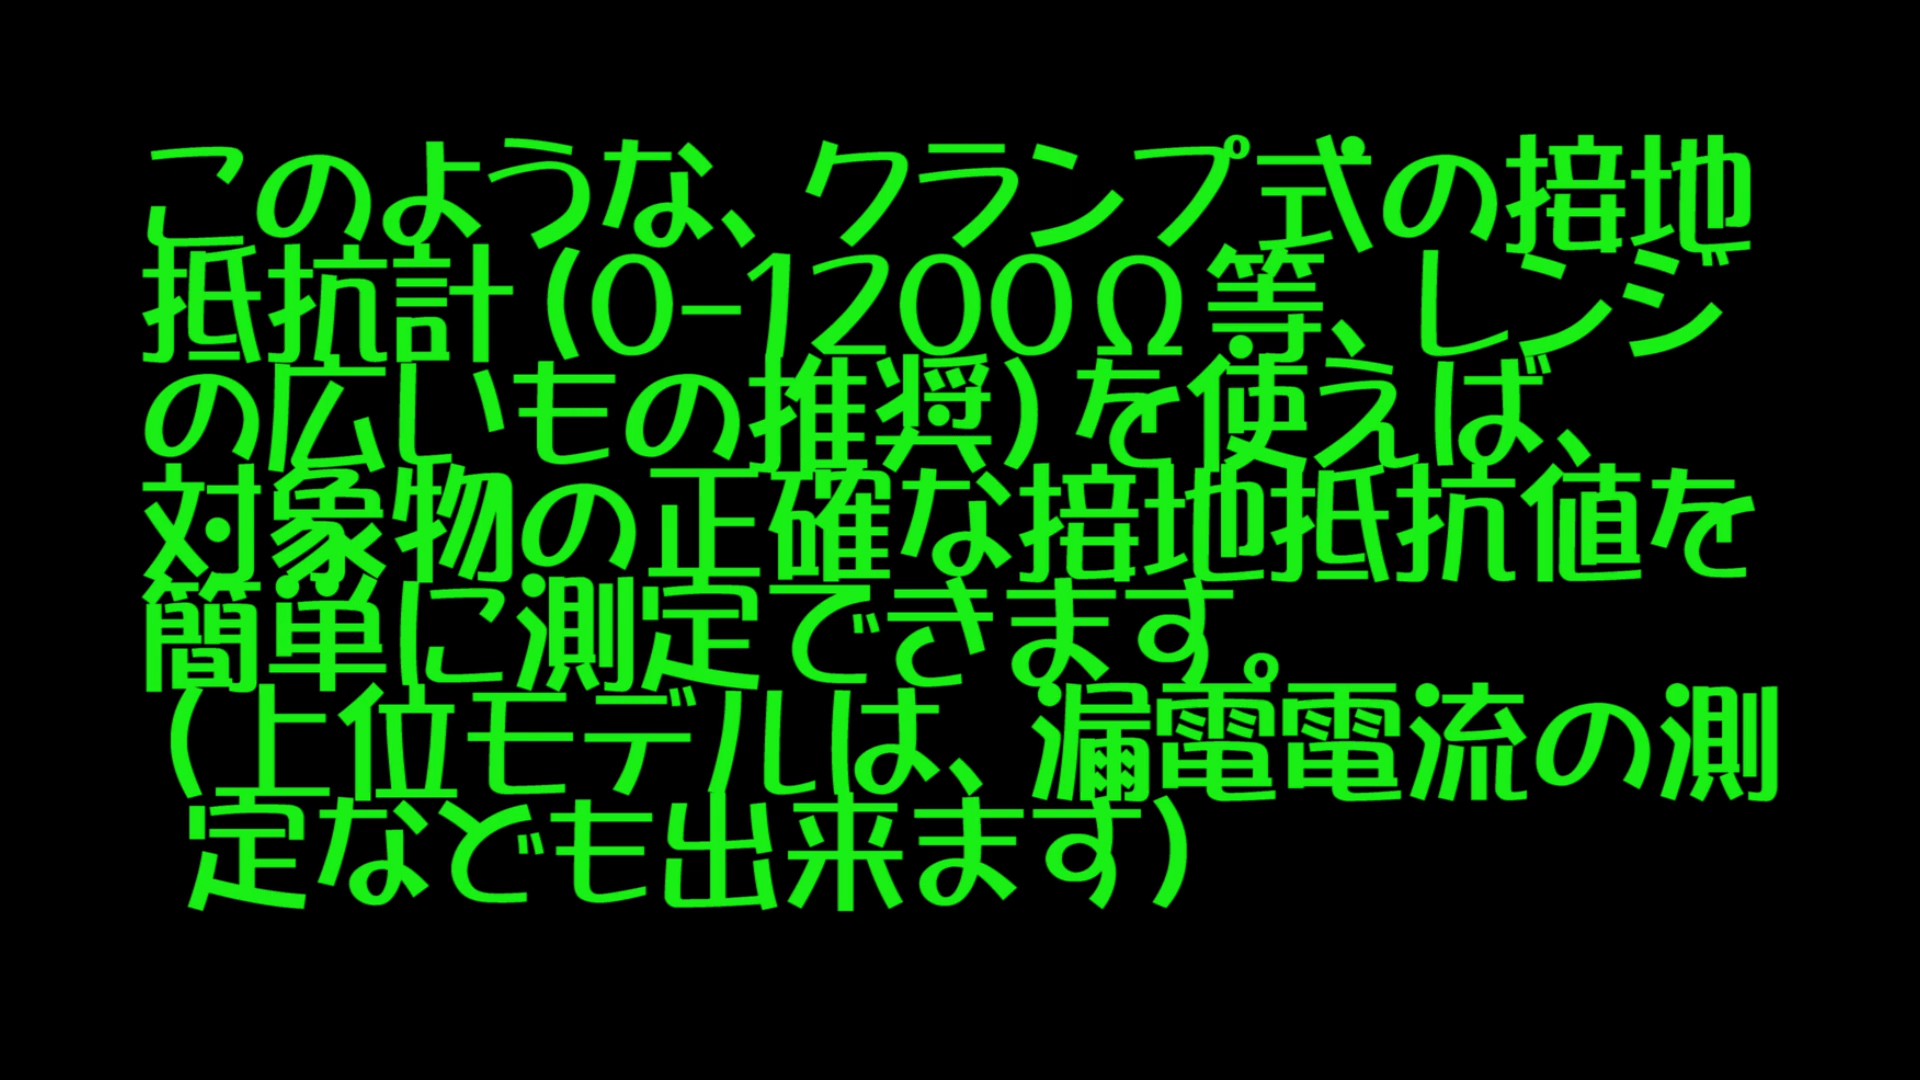 このような、クランプ式の接地
抵抗計(0-1200Ω等、レンジ
の広いもの推奨)を使えば、
対象物の正確な接地抵抗値を
簡単に測定できます。
(上位モデルは、漏電電流の測
定なども出来ます)